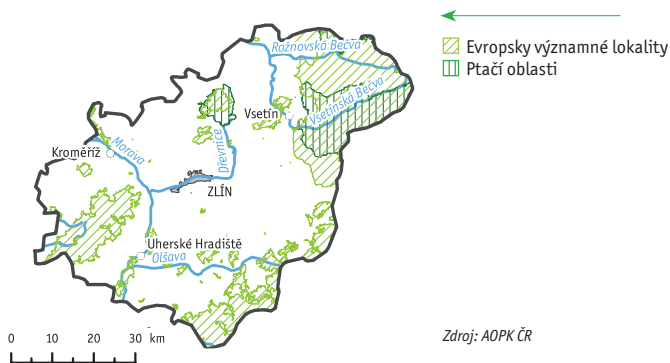 Rožnovská Bečva
Evropsky významné lokality
Ptačí oblasti
Vsetín
Vsetínská Bečva
Dřevnice
Kroměříž
Morava
ZLÍN
Uherské Hradiště
Olšava
0 10 20 30 km
Zdroj: AOPK ČR